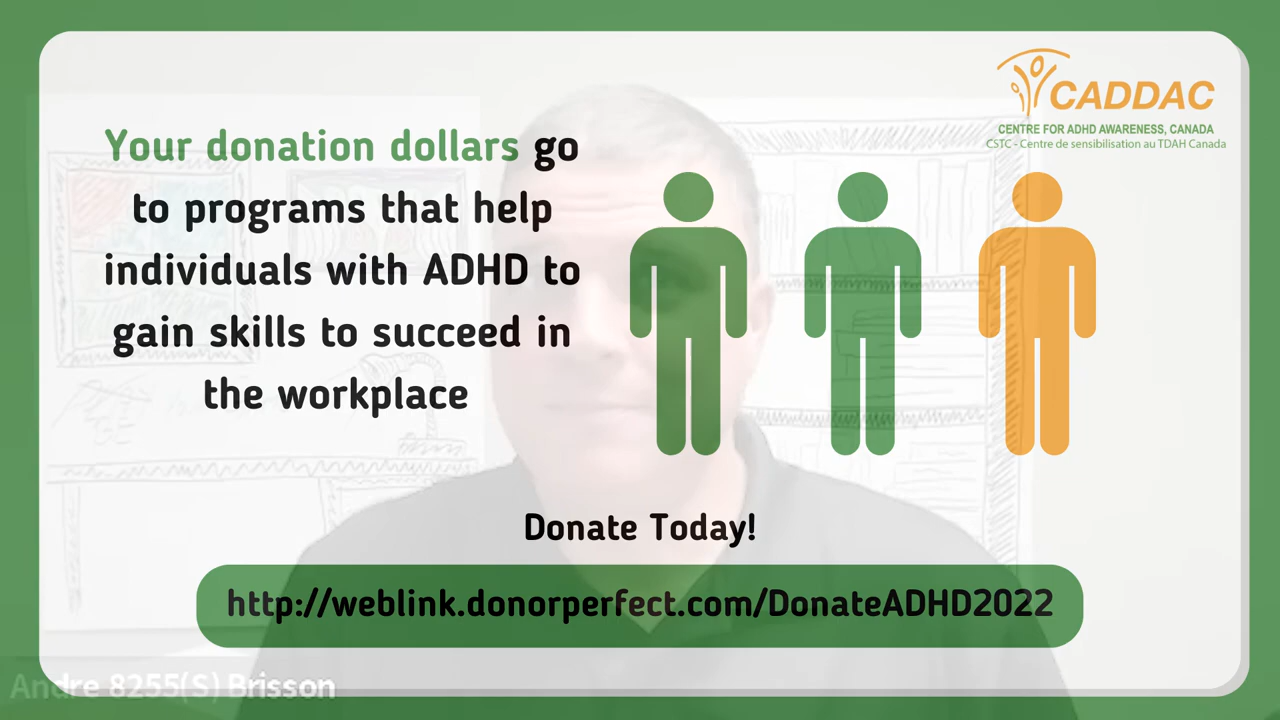 CADDAC
CENTRE FOR ADHD AWARENESS, CANADA
CSTC - Centre de sensibilisation au TDAH Canada
Your donation dollars go
to programs that help
individuals with ADHD to
gain skills to succeed in
the workplace
Donate Today!
http://weblink.donorperfect.com/DonateADHD2022
Andre 8255(S) Brisson